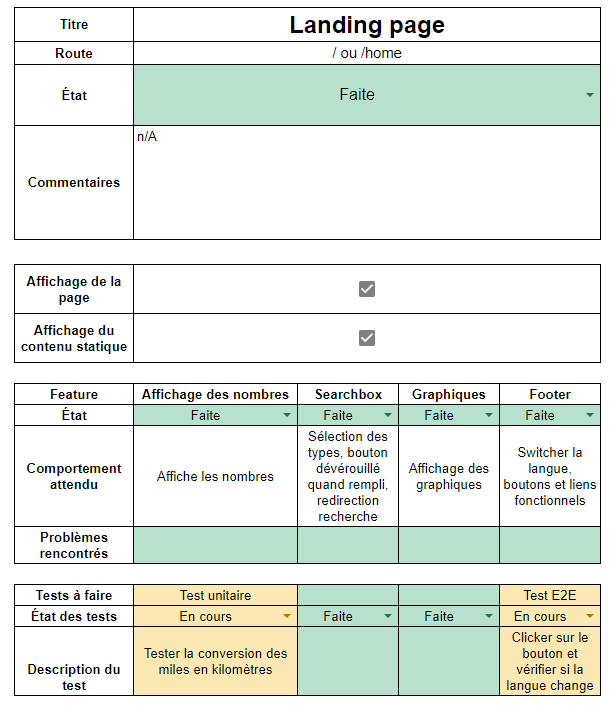 Titre Landing page
Route / ou /home
État Faite
Commentaires n/A
Affichage de la
page
Affichage du
contenu statique
Feature Affichage des nombres Searchbox Graphiques Footer
État Faite Faite Faite Faite
Comportement
attendu
Affiche les nombres
Sélection des
types, bouton
dévérouillé
quand rempli,
redirection
recherche
Affichage des
graphiques
Switcher la
langue,
boutons et liens
fonctionnels
Problèmes
rencontrés
Tests à faire Test unitaire Test E2E
État des tests En cours Faite Faite En cours
Description du
test
Tester la conversion des
miles en kilomètres
Clicker sur le
bouton et
vérifier si la
langue change